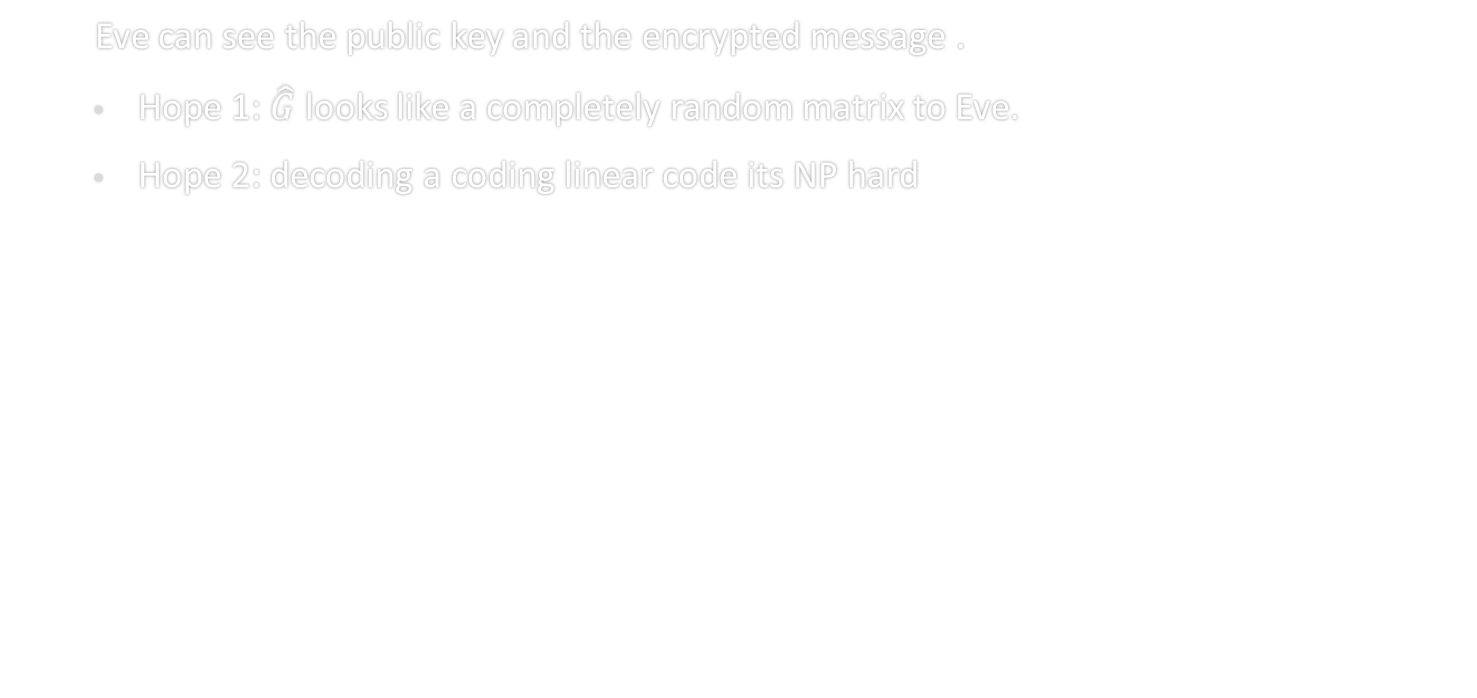 Eve can see the public key and the encrypted message .
• Hope 1: Ĝ looks like a completely random matrix to Eve.
• Hope 2: decoding a coding linear code its NP hard